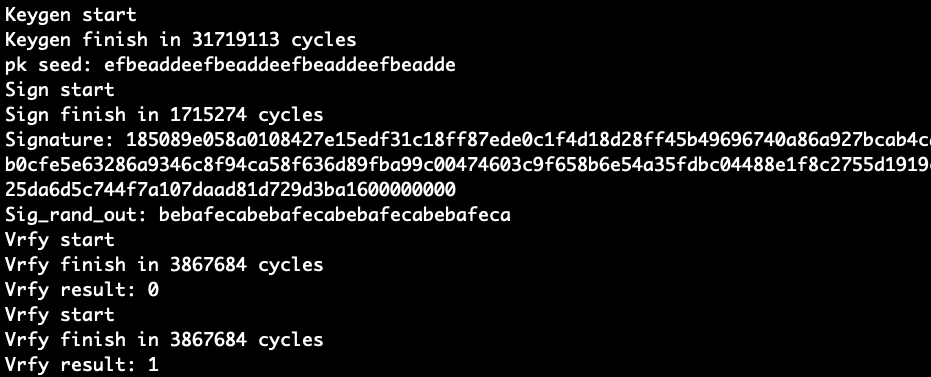 Keygen start
Keygen finish in 31719113 cycles
pk seed: efbeaddeefbeaddeefbeaddeefbeadde
Sign start
Sign finish in 1715274 cycles
Signature: 185089e058a0108427e15edf31c18ff87ede0c1f4d18d28ff45b49696740a86a927bcab4c
b0cfe5e63286a9346c8f94ca58f636d89fba99c00474603c9f658b6e54a35fdbc04488e1f8c2755d1919
25da6d5c744f7a107daad81d729d3ba1600000000
Sig_rand_out: bebafecabebafecabebafecabebafeca
Vrfy start
Vrfy finish in 3867684 cycles
Vrfy result: 0
Vrfy start
Vrfy finish in 3867684 cycles
Vrfy result: 1